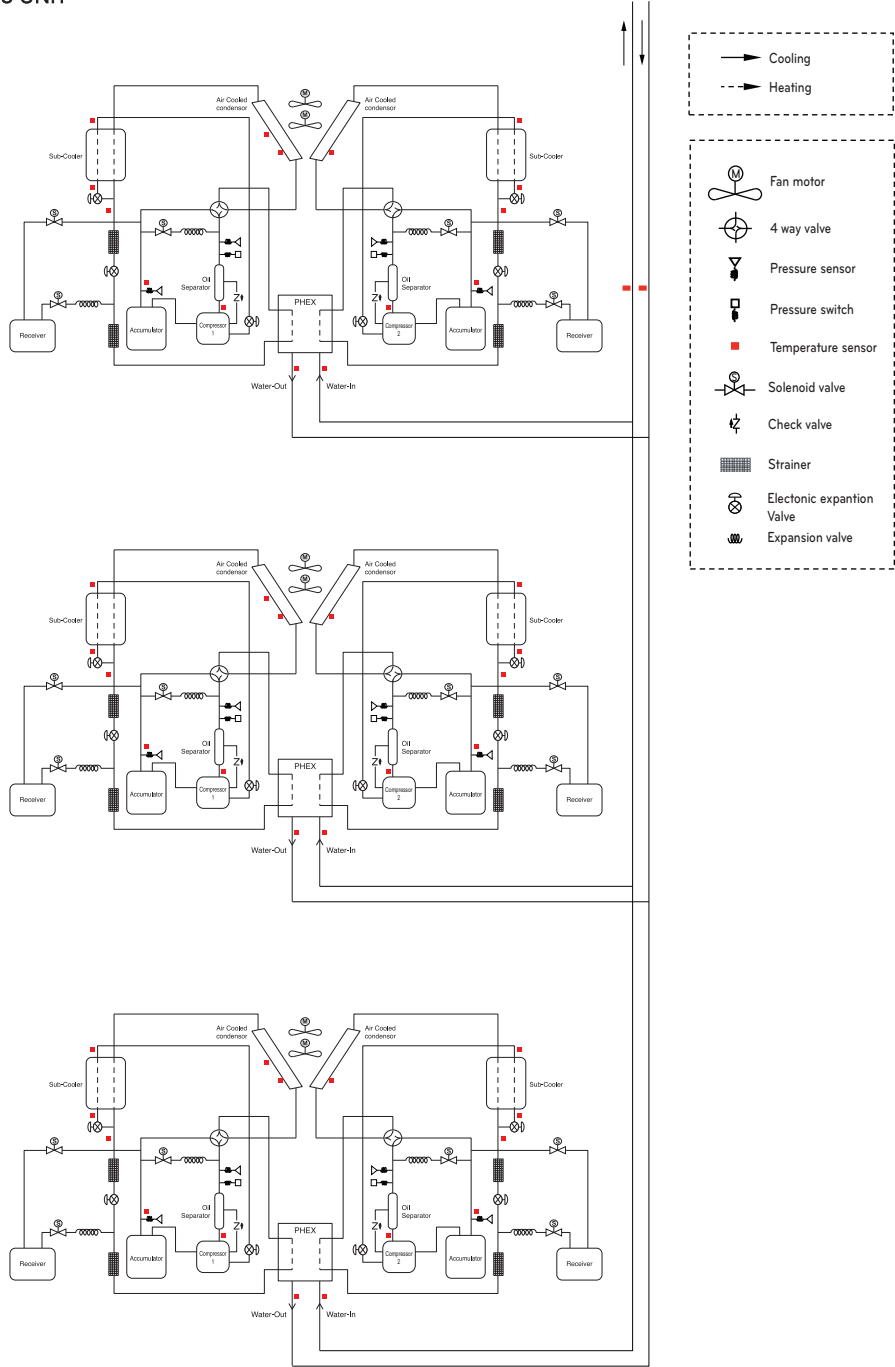 Cooling
Heating
M
Fan motor
4 way valve
Pressure sensor
Pressure switch
Temperature sensor
S
Solenoid valve
Check valve
Strainer
Electonic expantion
Valve
Expansion valve
M
M
Air Cooled
condensor
Air Cooled
condensor
Sub-Cooler
Sub-Cooler
S
S
S
S
Oil
Separator
Oil
Separator
S
S
PHEX
Receiver
Accumulator
Compressor
1
Compressor
2
Accumulator
Receiver
Water-Out
Water-In
M
M
Air Cooled
condensor
Air Cooled
condensor
Sub-Cooler
Sub-Cooler
S
S
S
S
Oil
Separator
Oil
Separator
S
S
PHEX
Receiver
Accumulator
Compressor
1
Compressor
2
Accumulator
Receiver
Water-Out
Water-In
M
M
Air Cooled
condensor
Air Cooled
condensor
Sub-Cooler
Sub-Cooler
S
S
S
S
Oil
Separator
Oil
Separator
S
S
PHEX
Receiver
Accumulator
Compressor
1
Compressor
2
Accumulator
Receiver
Water-Out
Water-In